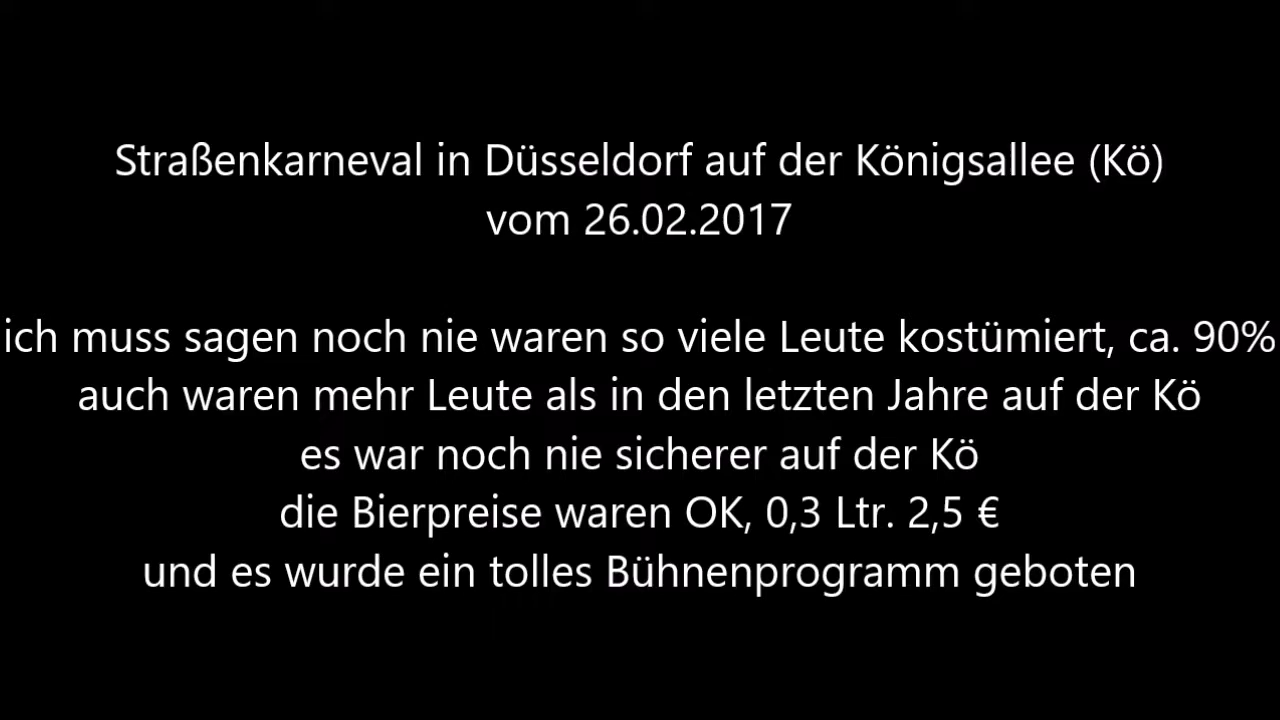 Straßenkarneval in Düsseldorf auf der Königsallee (Kö)
vom 26.02.2017
ich muss sagen noch nie waren so viele Leute kostümiert, ca. 90%
auch waren mehr Leute als in den letzten Jahre auf der Kö
es war noch nie sicherer auf der Kö
die Bierpreise waren OK, 0,3 Ltr. 2,5 €
und es wurde ein tolles Bühnenprogramm geboten